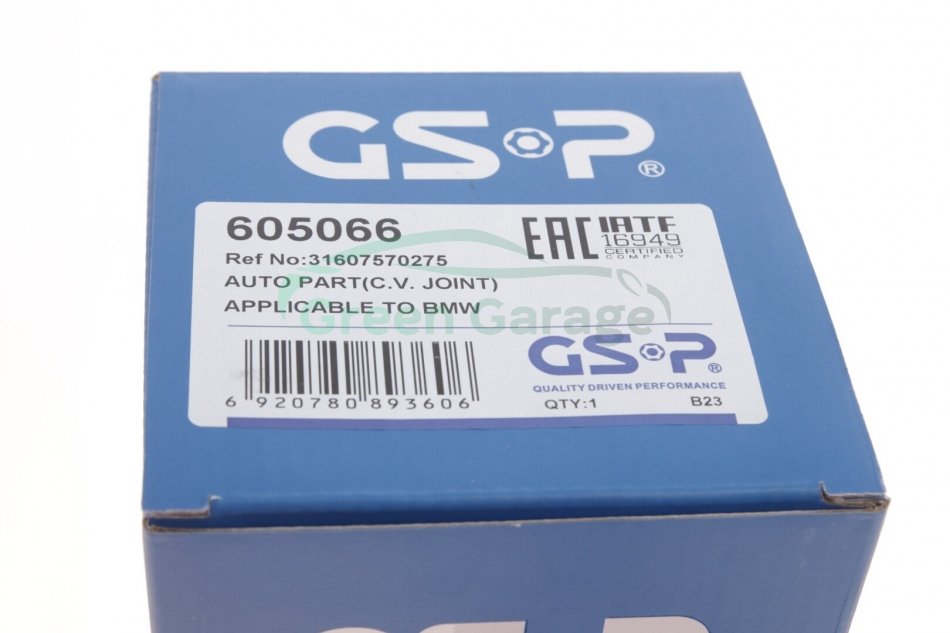 GSP®
605066
Ref No:31607570275
AUTO PART(C.V. JOINT)
APPLICABLE TO BMW
EAC
IATF
16949
CERTIFIED
COMPANY
Green Garage
6 920780 893606
GSP®
QUALITY DRIVEN PERFORMANCE
QTY:1 B23